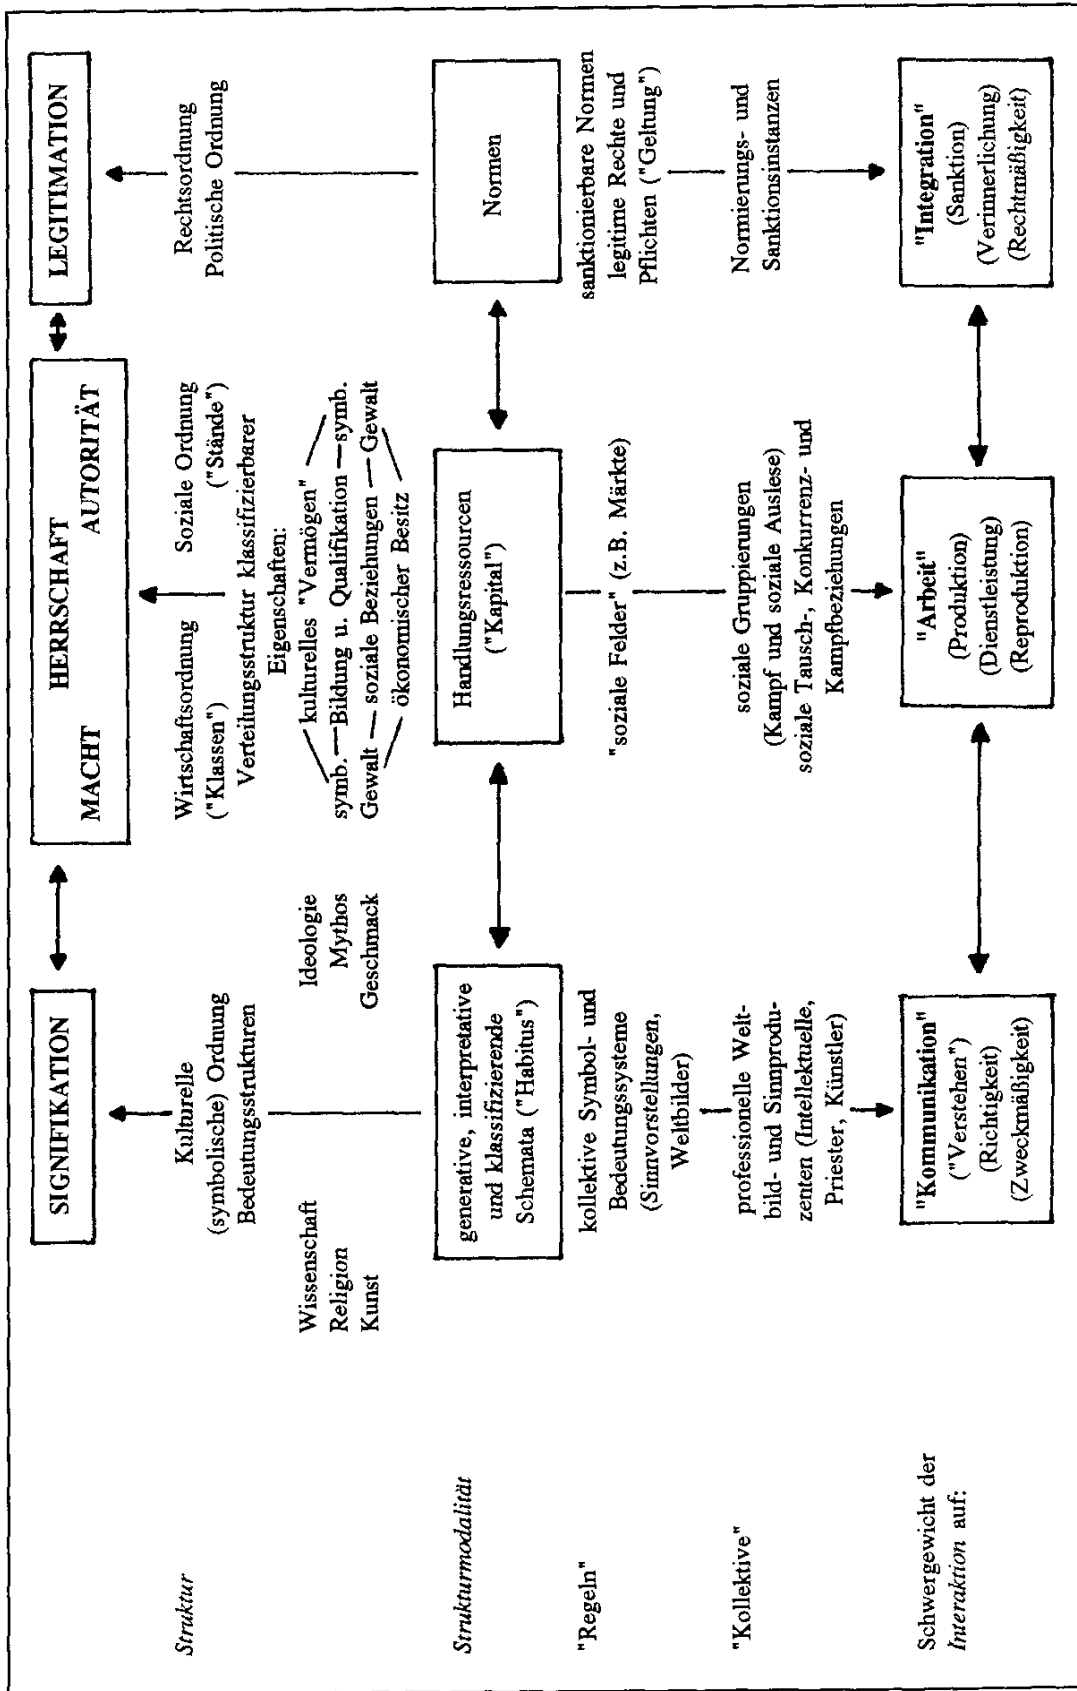 SIGNIFIKATION
HERRSCHAFT
MACHT AUTORITÄT
LEGITIMATION
Struktur
Kulturelle
(symbolische) Ordnung
Bedeutungsstrukturen
Wissenschaft
Religion
Kunst
Ideologie
Mythos
Geschmack
Wirtschaftsordnung
("Klassen")
Soziale Ordnung
("Stände")
Verteilungsstruktur klassifizierbarer
Eigenschaften:
kulturelles "Vermögen"
symb. — Bildung u. Qualifikation — symb.
Gewalt — soziale Beziehungen — Gewalt
ökonomischer Besitz
Rechtsordnung
Politische Ordnung
Strukturmodalität
generative, interpretative
und klassifizierende
Schemata ("Habitus")
Handlungsressourcen
("Kapital")
Normen
"Regeln"
kollektive Symbol- und
Bedeutungssysteme
(Sinnvorstellungen,
Weltbilder)
"soziale Felder" (z.B. Märkte)
sanktionierbare Normen
legitime Rechte und
Pflichten ("Geltung")
"Kollektive"
professionelle Welt-
bild- und Sinnprodu-
zenten (Intellektuelle,
Priester, Künstler)
soziale Gruppierungen
(Kampf und soziale Auslese)
soziale Tausch-, Konkurrenz- und
Kampfbeziehungen
Normierungs- und
Sanktionsinstanzen
Schwergewicht der
Interaktion auf:
"Kommunikation"
("Verstehen")
(Richtigkeit)
(Zweckmäßigkeit)
"Arbeit"
(Produktion)
(Dienstleistung)
(Reproduktion)
"Integration"
(Sanktion)
(Verinnerlichung)
(Rechtmäßigkeit)